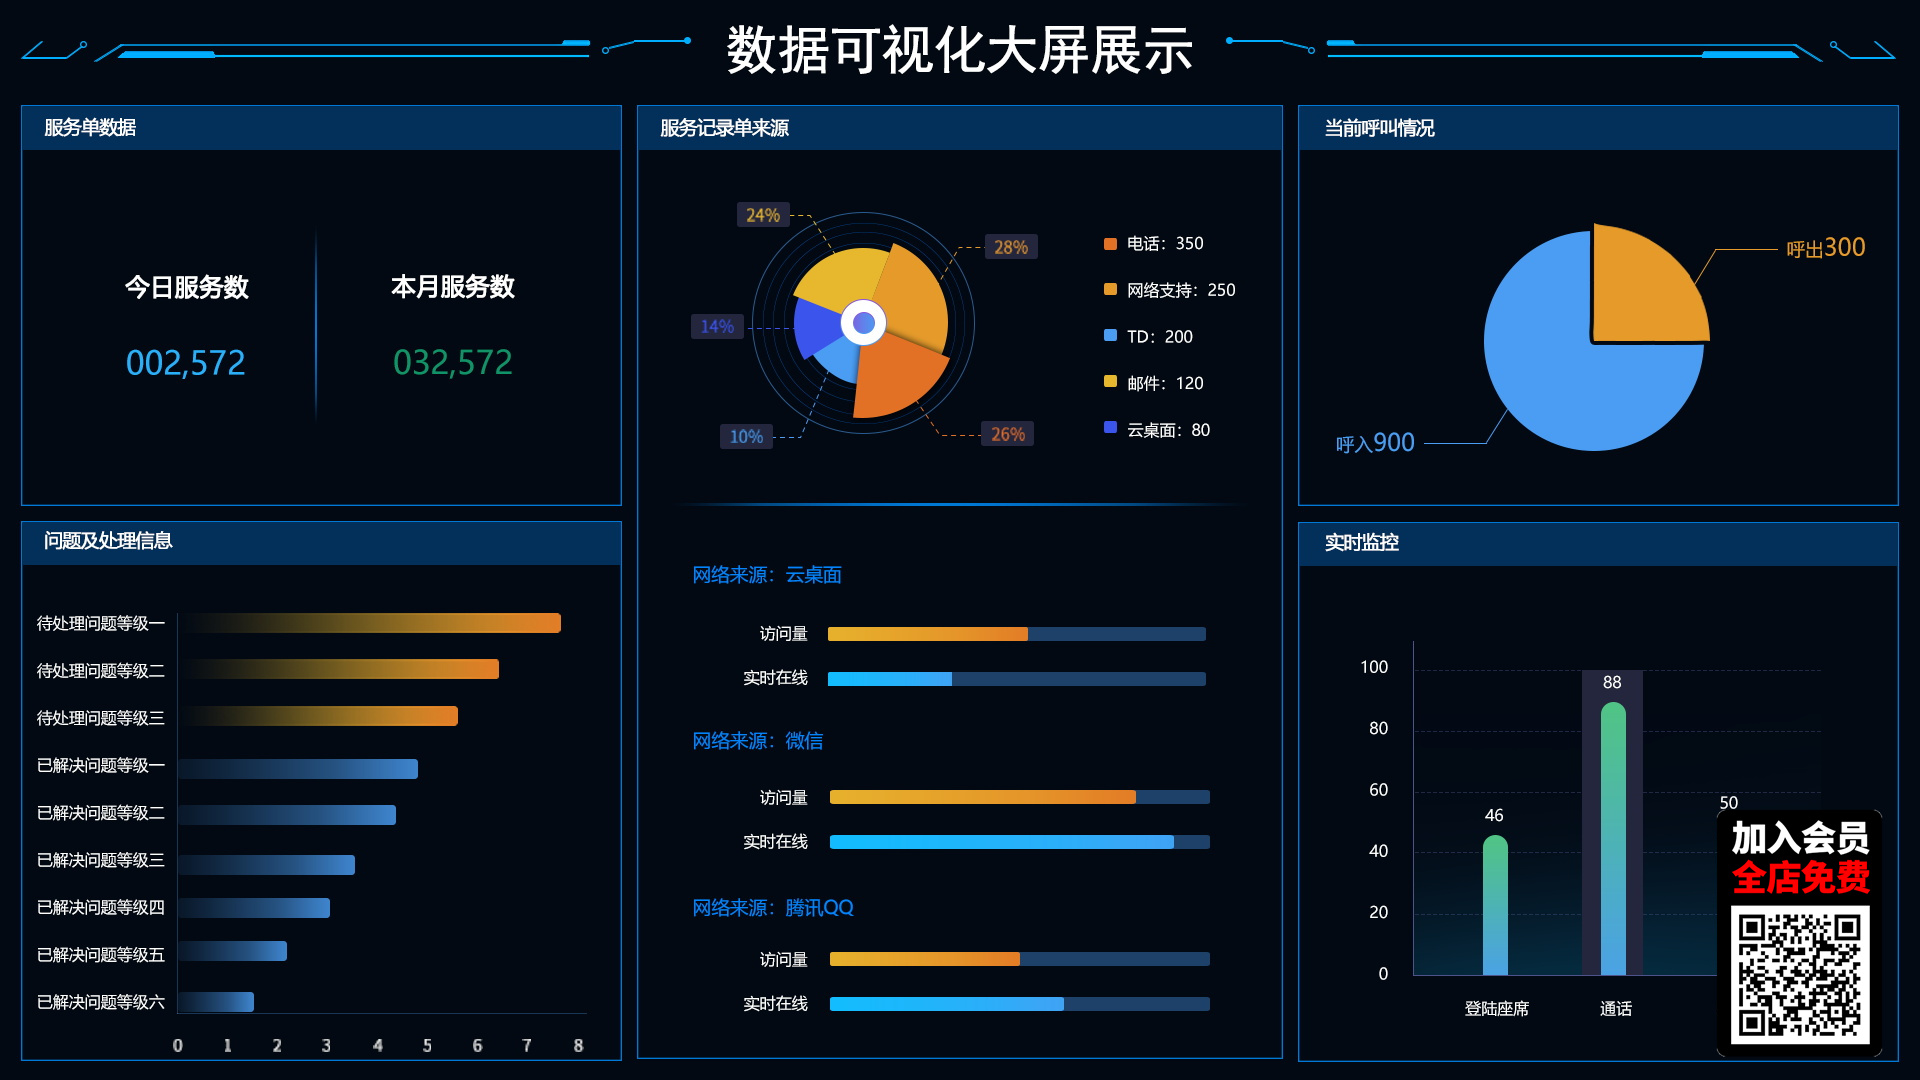 数据可视化大屏展示
服务单数据
今日服务数
本月服务数
002,572
032,572
服务记录单来源
24%
28%
14%
10%
26%
电话：350
网络支持：250
TD：200
邮件：120
云桌面：80
当前呼叫情况
呼出300
呼入900
问题及处理信息
待处理问题等级一
待处理问题等级二
待处理问题等级三
已解决问题等级一
已解决问题等级二
已解决问题等级三
已解决问题等级四
已解决问题等级五
已解决问题等级六
0 1 2 3 4 5 6 7 8
网络来源：云桌面
访问量
实时在线
网络来源：微信
访问量
实时在线
网络来源：腾讯QQ
访问量
实时在线
实时监控
100
80
60
40
20
0
46
88
50
登陆座席
通话
加入会员
全店免费